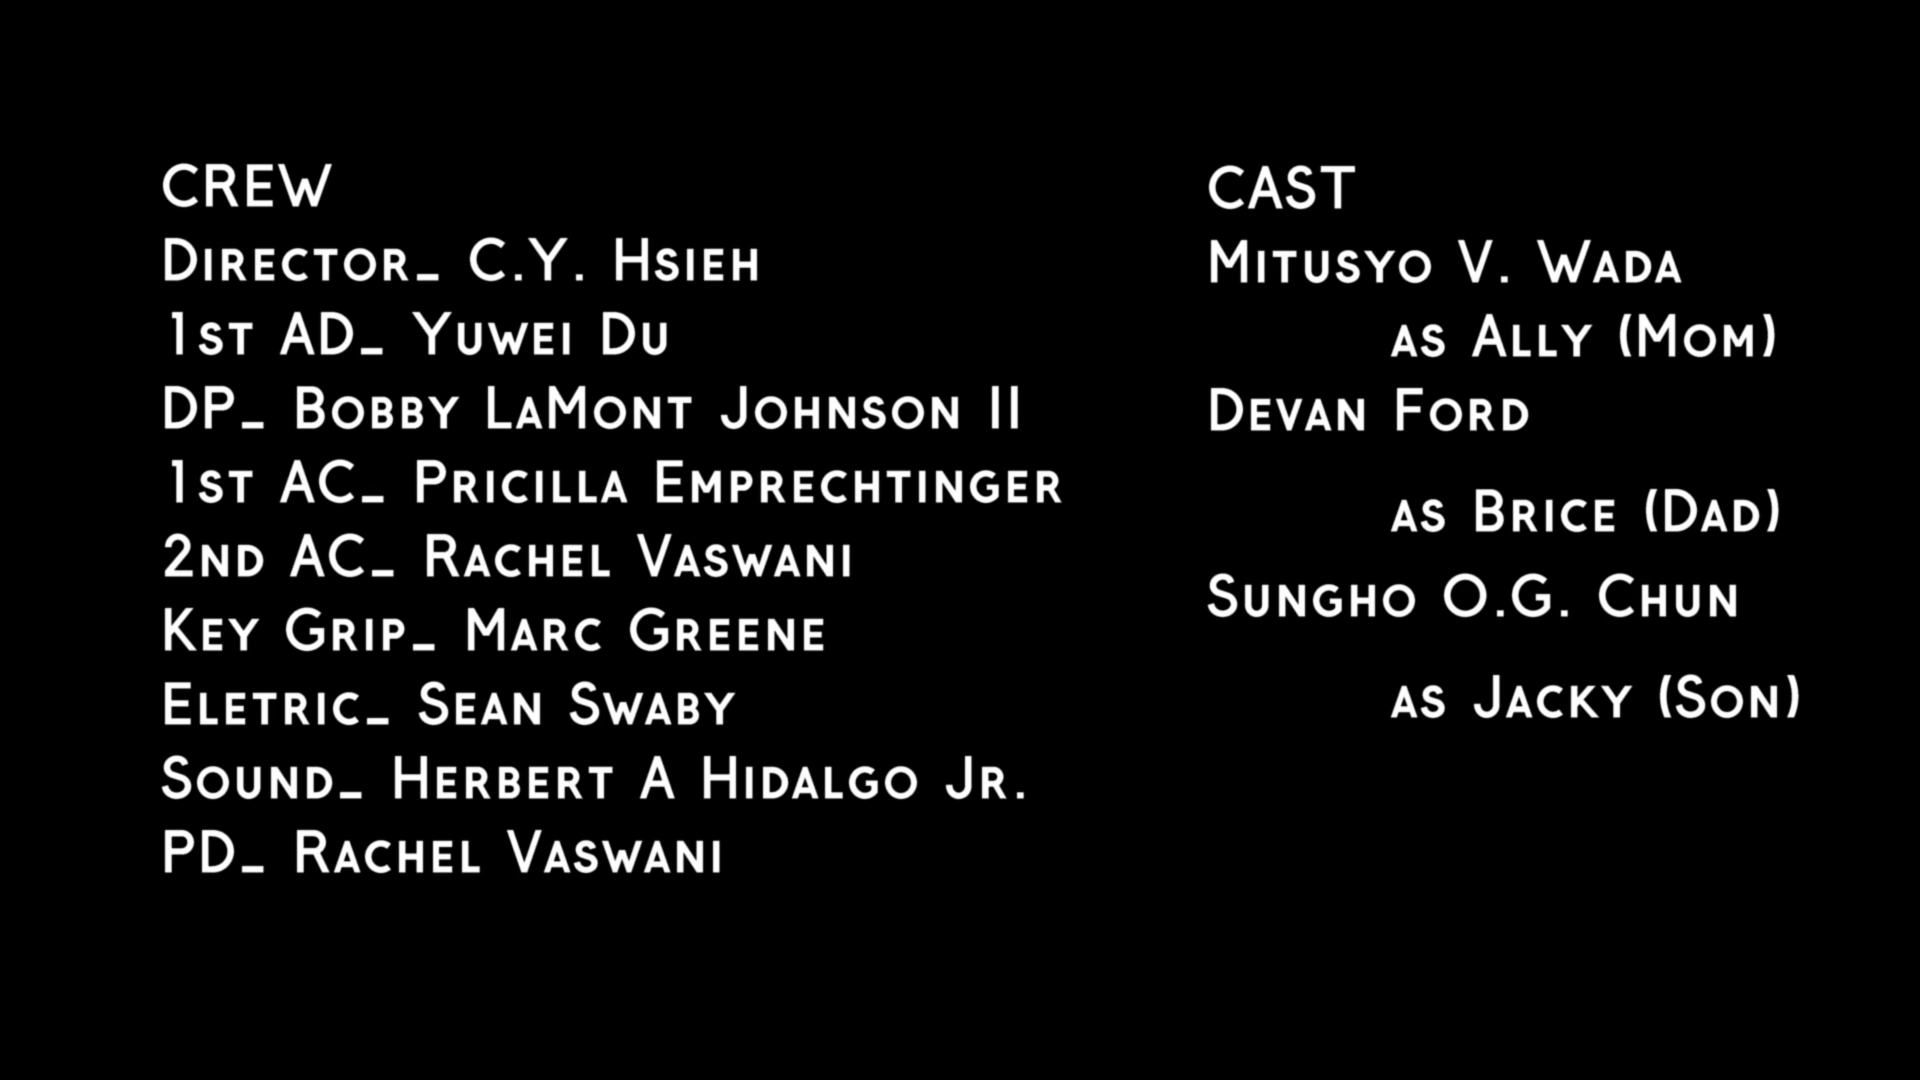 CREW
Director_ C.Y. Hsieh
1st AD_ Yuwei Du
DP_ Bobby LaMont Johnson II
1st AC_ Pricilla Emprechtinger
2nd AC_ Rachel Vaswani
Key Grip_ Marc Greene
Eletric_ Sean Swaby
Sound_ Herbert A Hidalgo Jr.
PD_ Rachel Vaswani
CAST
Mitusyo V. Wada
as Ally (Mom)
Devan Ford
as Brice (Dad)
Sungho O.G. Chun
as Jacky (Son)